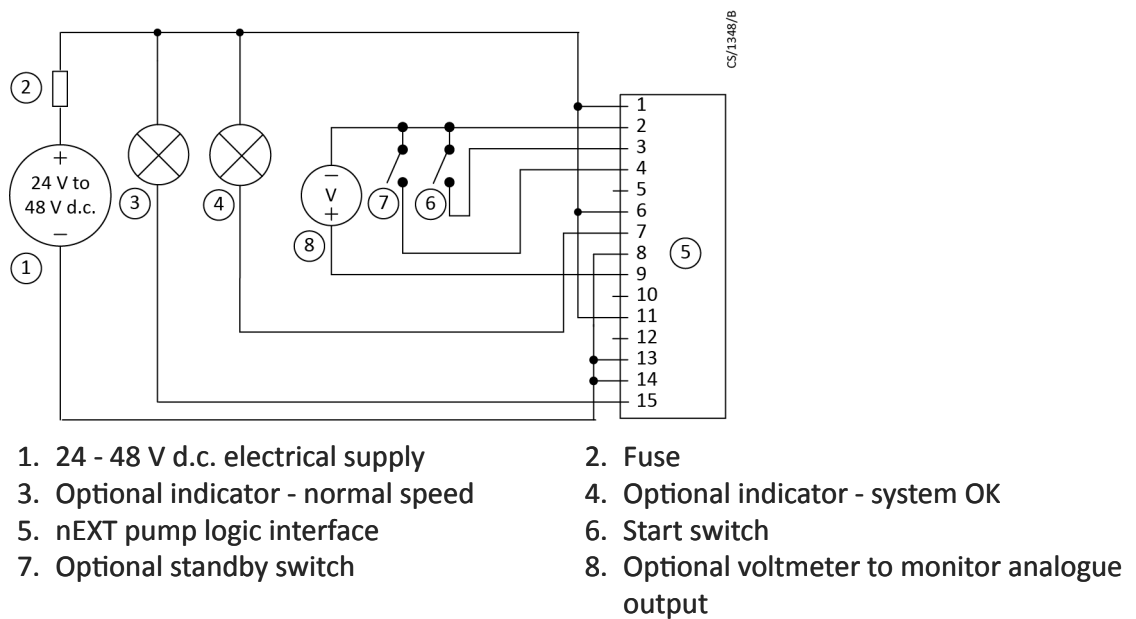 CS/1348/B
2
1
+
24 V to
48 V d.c.
−
3
4
−
V
+
8
7
6
1
2
3
4
5
6
7
8
9
10
11
12
13
14
15
5
1. 24 - 48 V d.c. electrical supply
2. Fuse
3. Optional indicator - normal speed
4. Optional indicator - system OK
5. nEXT pump logic interface
6. Start switch
7. Optional standby switch
8. Optional voltmeter to monitor analogue
output